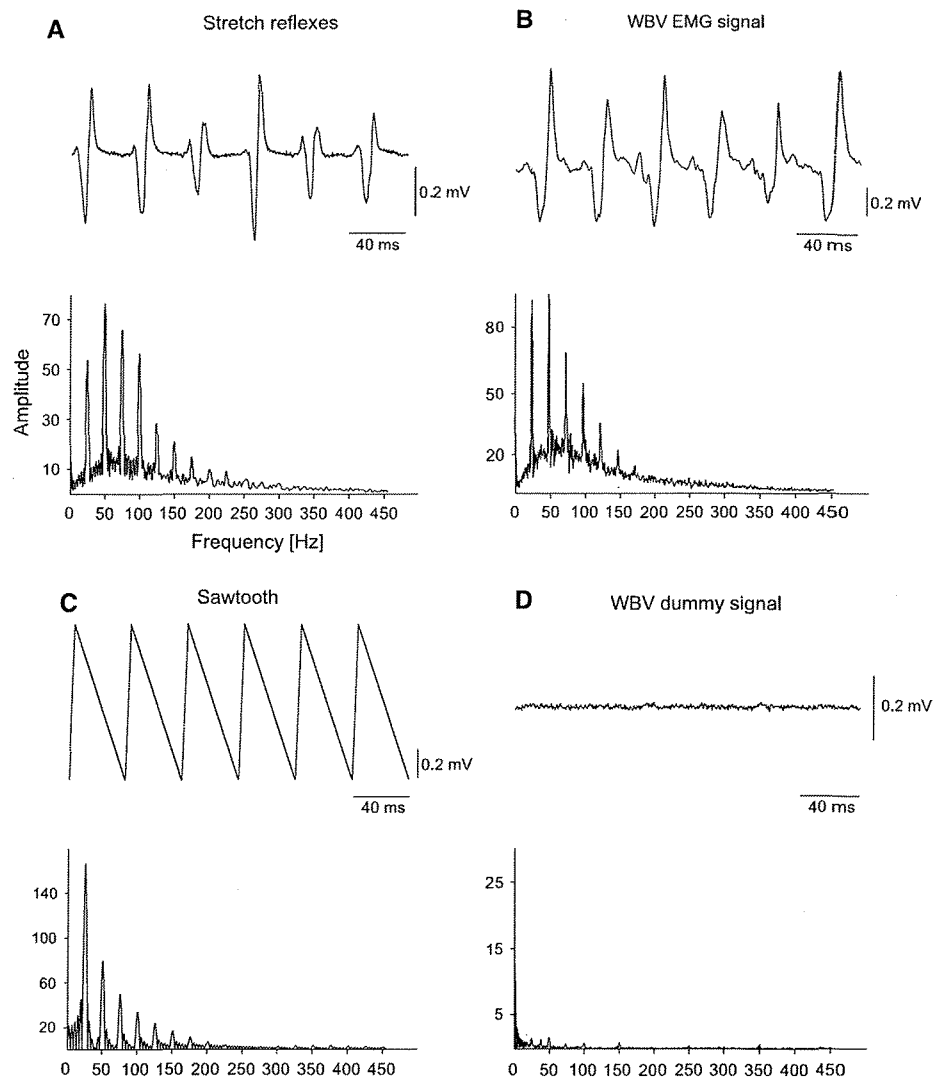 A
Stretch reflexes
0.2 mV
40 ms
B
WBV EMG signal
0.2 mV
40 ms
Amplitude
70
50
30
10
0 50 100 150 200 250 300 350 400 450
Frequency [Hz]
80
50
20
0 50 100 150 200 250 300 350 400 450
C
Sawtooth
0.2 mV
40 ms
D
WBV dummy signal
0.2 mV
40 ms
140
100
60
20
0 50 100 150 200 250 300 350 400 450
25
15
5
0 50 100 150 200 250 300 350 400 450